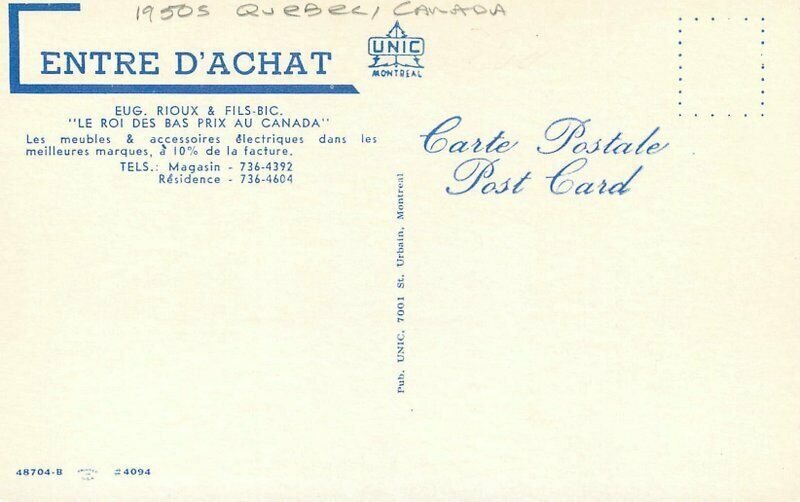 1950s QUEBEC, CANADA
ENTRE D'ACHAT
UNIC
MONTREAL
EUG. RIOUX & FILS-BIC.
"LE ROI DES BAS PRIX AU CANADA"
Les meubles & accessoires électriques dans les
meilleures marques, à 10% de la facture.
TELS.: Magasin - 736-4392
Résidence - 736-4604
Carte Postale
Post Card
Pub. UNIC, 7001 St. Urbain, Montreal
48704-B #4094